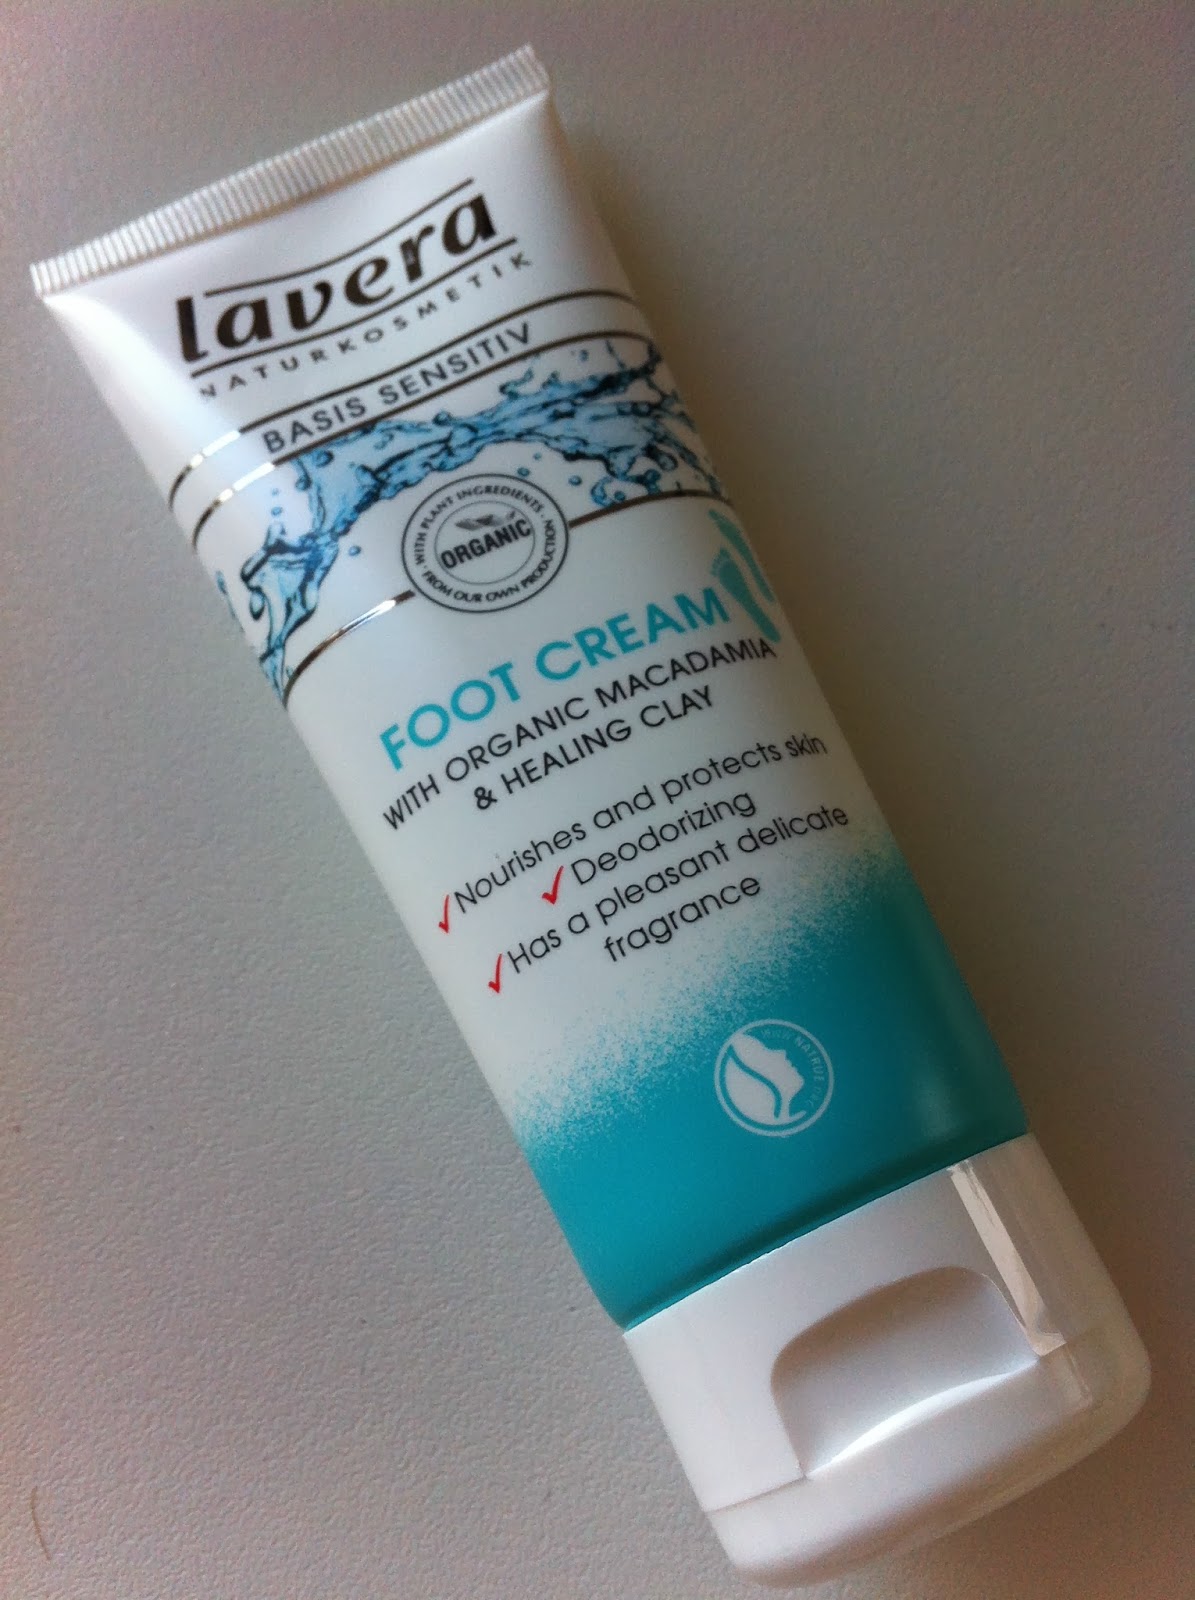 lavera
NATURKOSMETIK
BASIS SENSITIV
· WITH PLANT INGREDIENTS ·
ORGANIC
FROM OUR OWN PRODUCTION
FOOT CREAM
WITH ORGANIC MACADAMIA
& HEALING CLAY
✓Nourishes and protects skin
✓Deodorizing
✓Has a pleasant delicate
fragrance
NATRUE